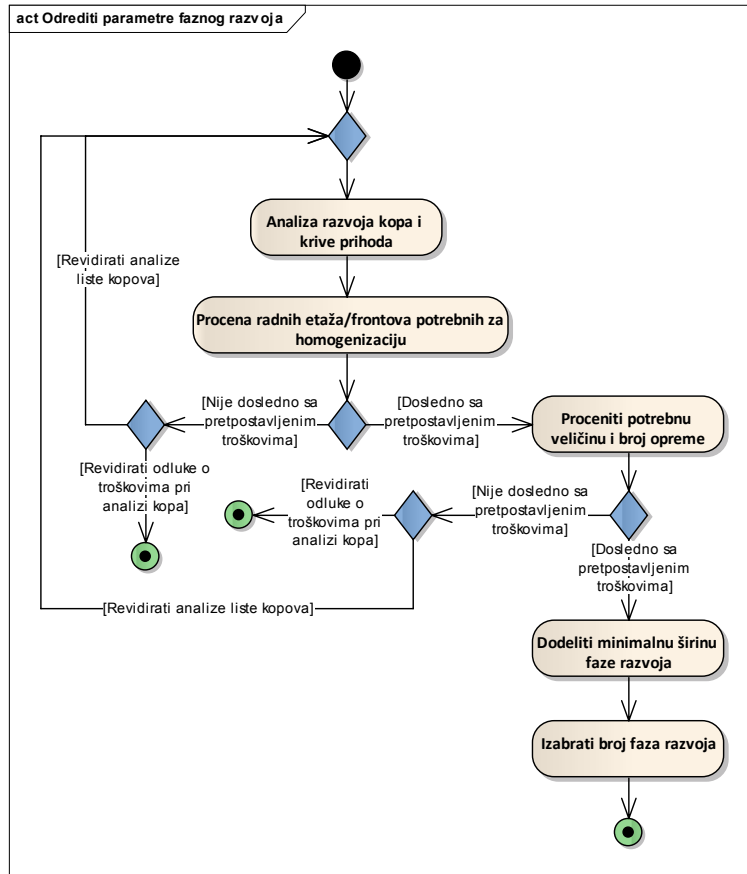 act Odrediti parametre faznog razvoja
Analiza razvoja kopa i
krive prihoda
[Revidirati analize
liste kopova]
Procena radnih etaža/frontova potrebnih za
homogenizaciju
[Nije dosledno sa
pretpostavljenim
troškovima]
[Dosledno sa
pretpostavljenim
troškovima]
Proceniti potrebnu
veličinu i broj opreme
[Revidirati odluke o
troškovima pri
analizi kopa]
[Revidirati
odluke o
troškovima pri
analizi kopa]
[Nije dosledno sa
pretpostavljenim
troškovima]
[Dosledno sa
pretpostavljenim
troškovima]
[Revidirati analize liste kopova]
Dodeliti minimalnu širinu
faze razvoja
Izabrati broj faza razvoja